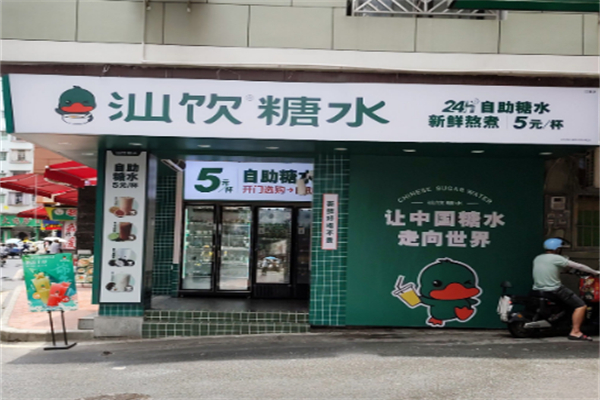 汕饮®糖水
24小时自助糖水
新鲜熬煮 5元/杯
自助糖水
5元/杯
5元/杯
自助糖水
开门选购→
CHINESE SUGAR WATER
让中国糖水
走向世界